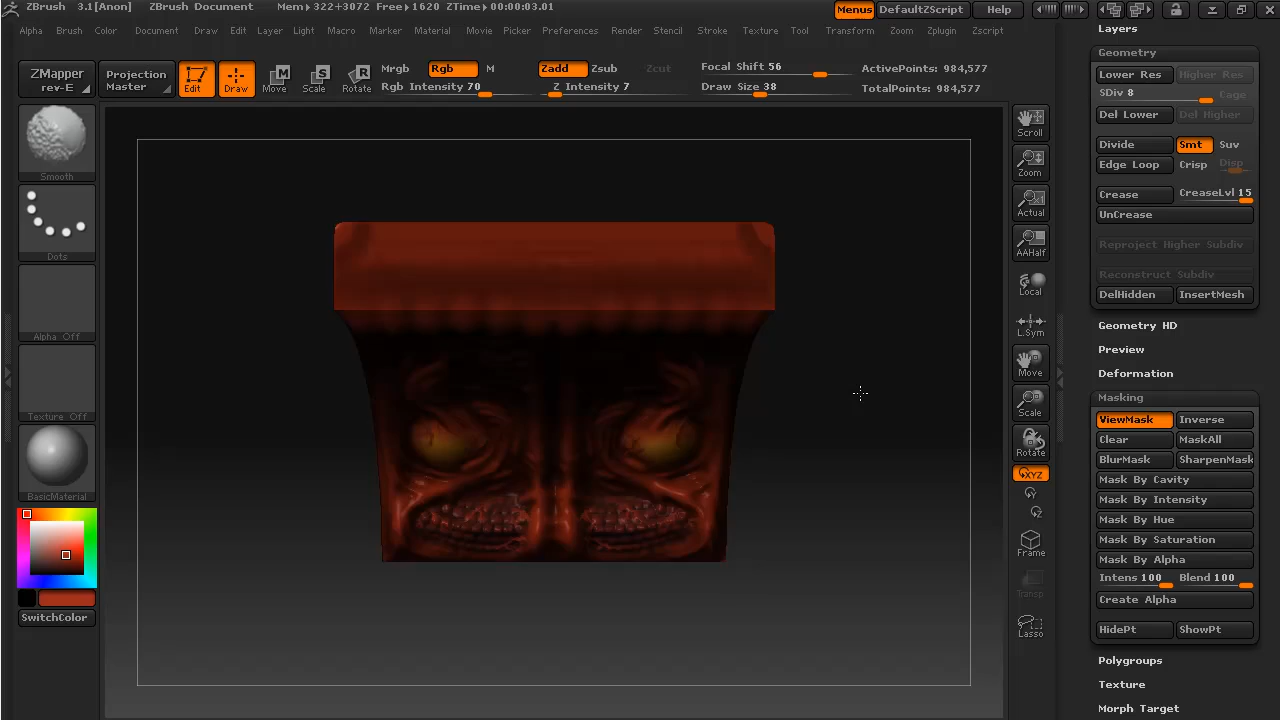 ZBrush 3.1[Anon] ZBrush Document Mem▸322+3072 Free▸1620 ZTime▸00:00:03.01 Menus DefaultZScript Help
Alpha Brush Color Document Draw Edit Layer Light Macro Marker Material Movie Picker Preferences Render Stencil Stroke Texture Tool Transform Zoom Zplugin Zscript
ZMapper
rev-E
Projection
Master
Edit Draw Move Scale Rotate
Mrgb Rgb M
Rgb Intensity 70
Zadd Zsub Zcut
Z Intensity 7
Focal Shift 56
Draw Size 38
ActivePoints: 984,577
TotalPoints: 984,577
Smooth
Dots
Alpha Off
Texture Off
BasicMaterial
SwitchColor
Scroll
Zoom
Actual
AAHalf
Local
L.Sym
Move
Scale
Rotate
XYZ
Frame
Transp
Lasso
Layers
Geometry
Lower Res Higher Res
SDiv 8 Cage
Del Lower Del Higher
Divide Smt Suv
Edge Loop Crisp Disp
Crease CreaseLvl 15
UnCrease
Reproject Higher Subdiv
Reconstruct Subdiv
DelHidden InsertMesh
Geometry HD
Preview
Deformation
Masking
ViewMask Inverse
Clear MaskAll
BlurMask SharpenMask
Mask By Cavity
Mask By Intensity
Mask By Hue
Mask By Saturation
Mask By Alpha
Intens 100 Blend 100
Create Alpha
HidePt ShowPt
Polygroups
Texture
Morph Target